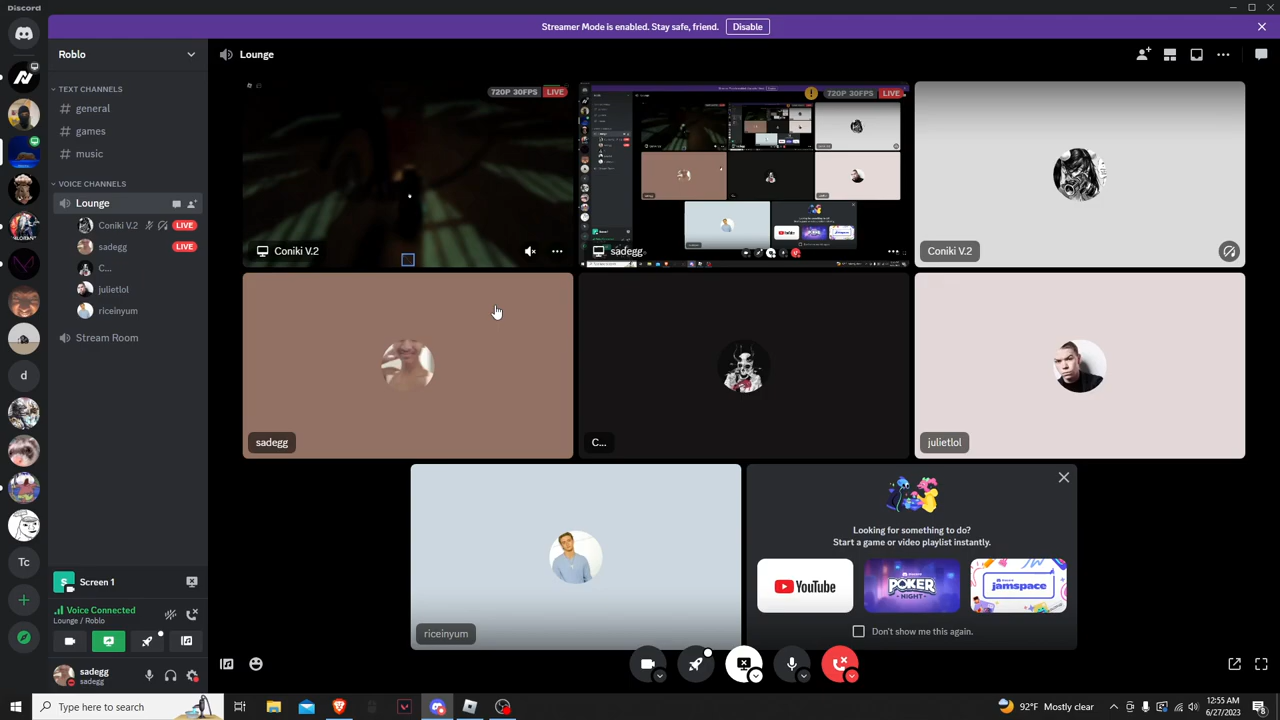 Discord
Streamer Mode is enabled. Stay safe, friend. Disable
Roblo
Lounge
TEXT CHANNELS
general
games
music
VOICE CHANNELS
Lounge
Coniki V.2 LIVE
sadegg LIVE
C...
julietlol
riceinyum
Stream Room
d
Tc
720P 30FPS LIVE
Coniki V.2
720P 30FPS LIVE
sadegg
Coniki V.2
sadegg
C...
julietlol
riceinyum
Looking for something to do?
Start a game or video playlist instantly.
YouTube
POKER
NIGHT
jamspace
Don't show me this again.
S Screen 1
Voice Connected
Lounge / Roblo
sadegg
sadegg
Type here to search
92°F Mostly clear
12:55 AM
6/27/2023
8